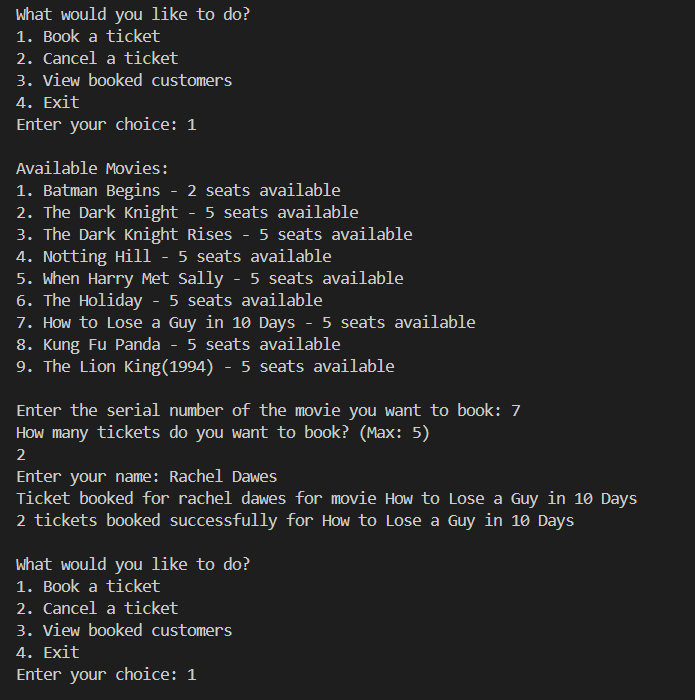 What would you like to do?
1. Book a ticket
2. Cancel a ticket
3. View booked customers
4. Exit
Enter your choice: 1
Available Movies:
1. Batman Begins - 2 seats available
2. The Dark Knight - 5 seats available
3. The Dark Knight Rises - 5 seats available
4. Notting Hill - 5 seats available
5. When Harry Met Sally - 5 seats available
6. The Holiday - 5 seats available
7. How to Lose a Guy in 10 Days - 5 seats available
8. Kung Fu Panda - 5 seats available
9. The Lion King(1994) - 5 seats available
Enter the serial number of the movie you want to book: 7
How many tickets do you want to book? (Max: 5)
2
Enter your name: Rachel Dawes
Ticket booked for rachel dawes for movie How to Lose a Guy in 10 Days
2 tickets booked successfully for How to Lose a Guy in 10 Days
What would you like to do?
1. Book a ticket
2. Cancel a ticket
3. View booked customers
4. Exit
Enter your choice: 1